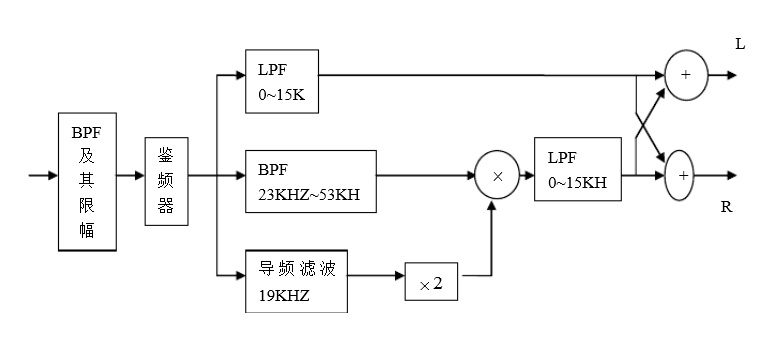 BPF
及
其
限
幅
鉴
频
器
LPF
0~15K
BPF
23KHZ~53KH
导频滤波
19KHZ
×2
×
LPF
0~15KH
+
L
+
R